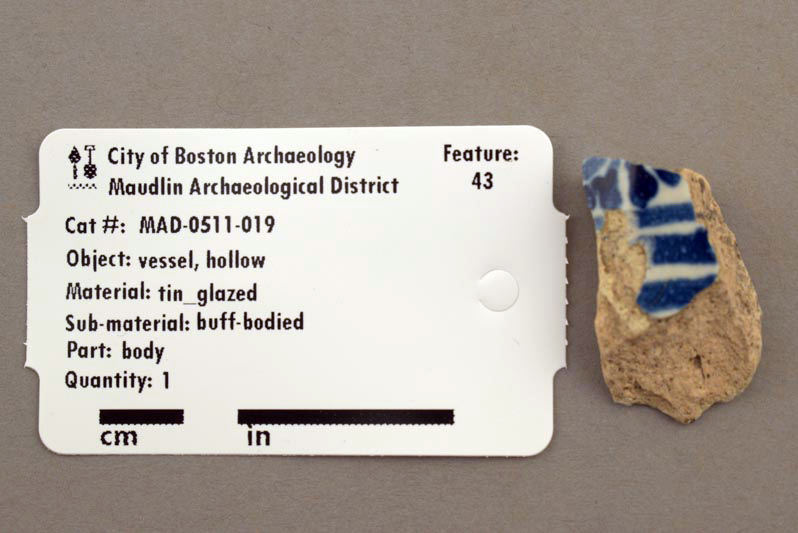 City of Boston Archaeology
Maudlin Archaeological District
Feature:
43
Cat #: MAD-0511-019
Object: vessel, hollow
Material: tin_glazed
Sub-material: buff-bodied
Part: body
Quantity: 1
cm
in